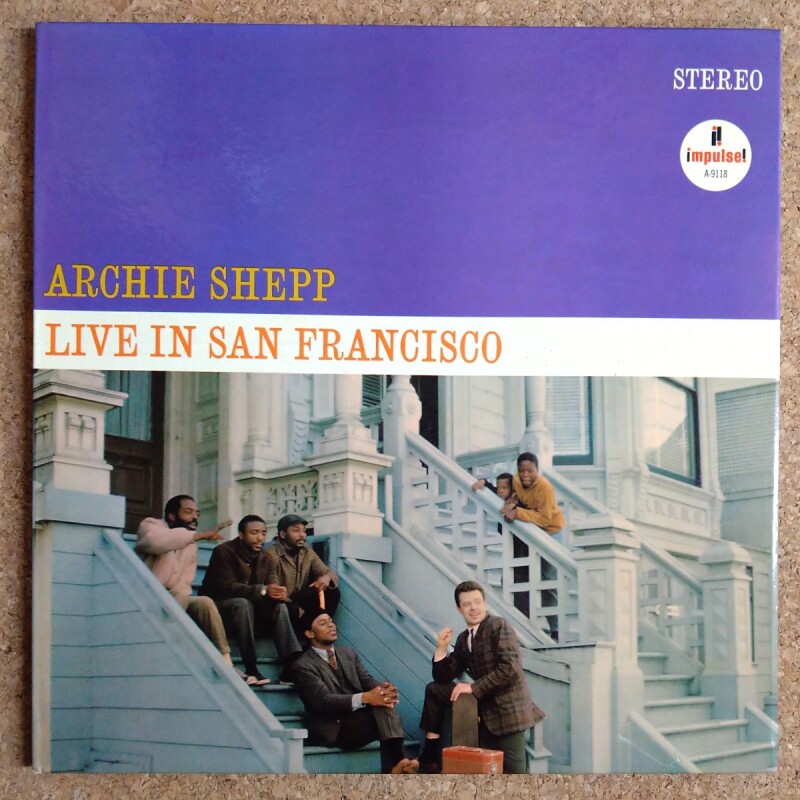 STEREO
impulse!
A-9118
ARCHIE SHEPP
LIVE IN SAN FRANCISCO